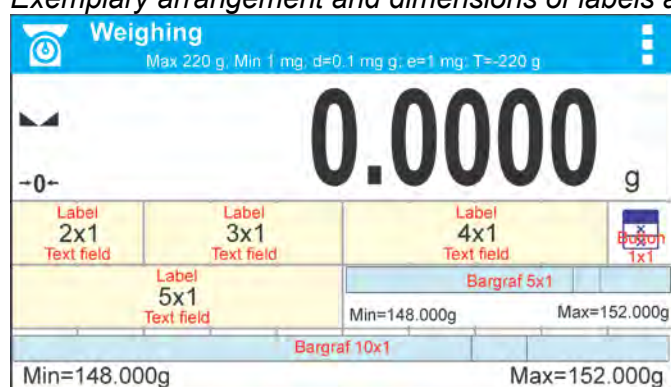 Exemplary arrangement and dimensions of labels a
Weighing
Max 220 g; Min 1 mg; d=0.1 mg g; e=1 mg; T=-220 g
0.0000
→0←
g
Label Label Label
2x1 3x1 4x1 Button
Text field Text field Text field 1x1
Label
5x1
Text field
Bargraf 5x1
Min=148.000g Max=152.000g
Bargraf 10x1
Min=148.000g Max=152.000g